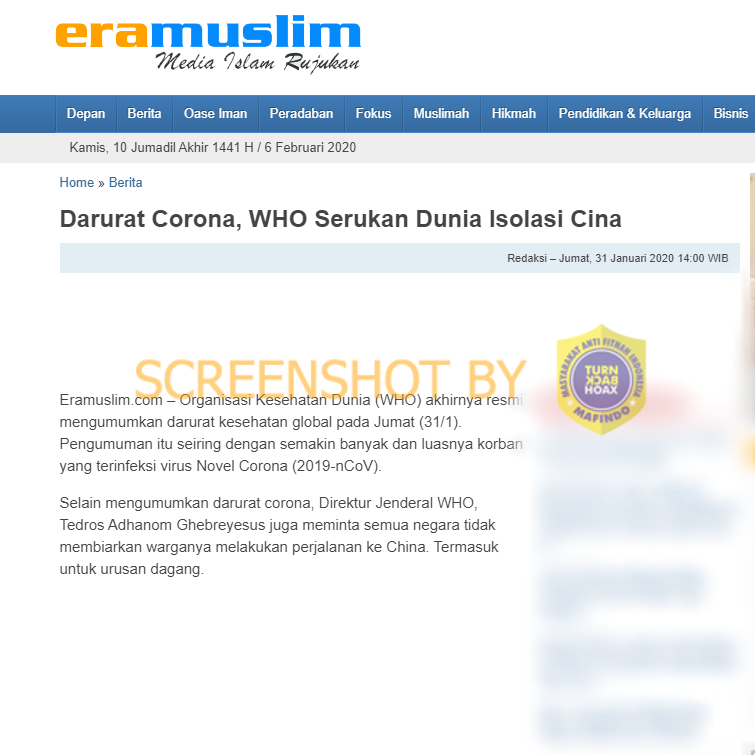 eramuslim
Media Islam Rujukan
Depan Berita Oase Iman Peradaban Fokus Muslimah Hikmah Pendidikan & Keluarga Bisnis
Kamis, 10 Jumadil Akhir 1441 H / 6 Februari 2020
Home » Berita
Darurat Corona, WHO Serukan Dunia Isolasi Cina
Redaksi – Jumat, 31 Januari 2020 14:00 WIB
SCREENSHOT BY
MASYARAKAT ANTI FITNAH INDONESIA
TURN
BACK
HOAX
MAFINDO
Eramuslim.com – Organisasi Kesehatan Dunia (WHO) akhirnya resmi
mengumumkan darurat kesehatan global pada Jumat (31/1).
Pengumuman itu seiring dengan semakin banyak dan luasnya korban
yang terinfeksi virus Novel Corona (2019-nCoV).
Selain mengumumkan darurat corona, Direktur Jenderal WHO,
Tedros Adhanom Ghebreyesus juga meminta semua negara tidak
membiarkan warganya melakukan perjalanan ke China. Termasuk
untuk urusan dagang.